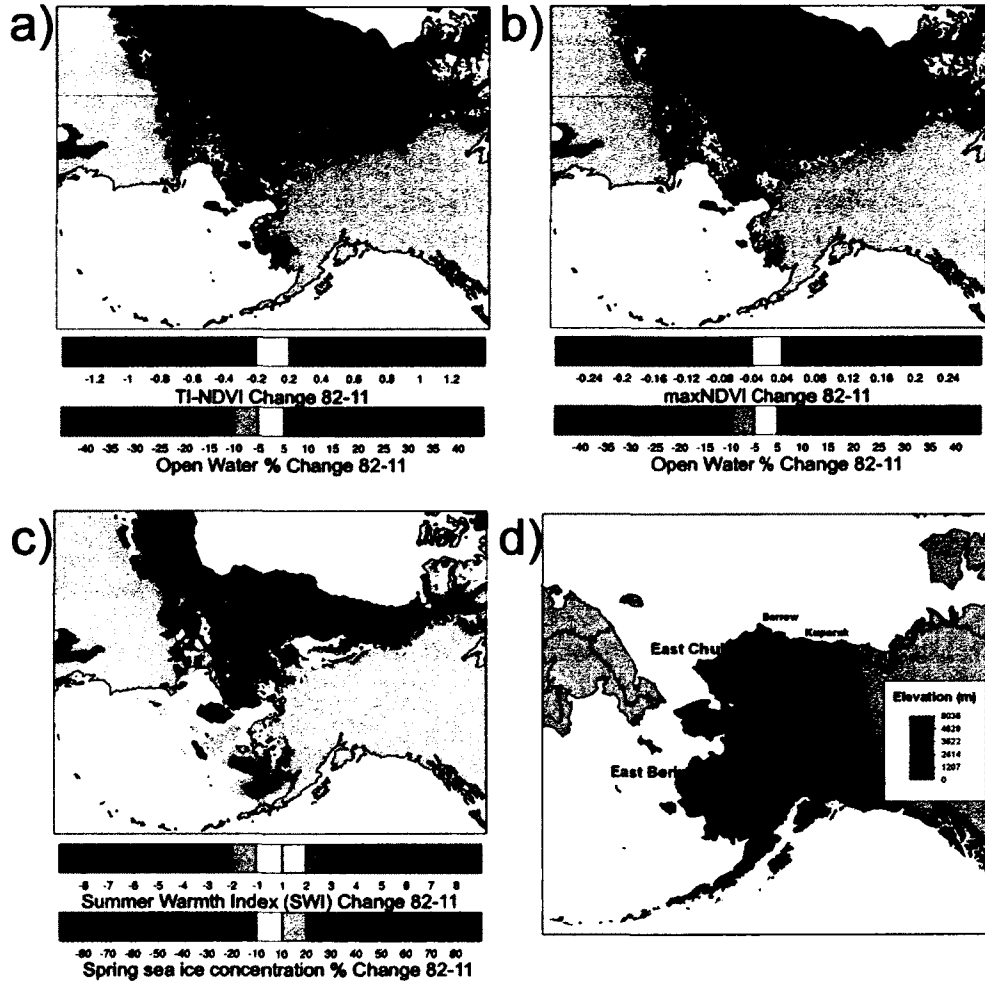 a)
-1.2 -1 -0.8 -0.6 -0.4 -0.2 0.2 0.4 0.6 0.8 1 1.2
TI-NDVI Change 82-11
-40 -35 -30 -25 -20 -15 -10 -5 5 10 15 20 25 30 35 40
Open Water % Change 82-11
b)
-0.24 -0.2 -0.16 -0.12 -0.08 -0.04 0.04 0.08 0.12 0.16 0.2 0.24
maxNDVI Change 82-11
-40 -35 -30 -25 -20 -15 -10 -5 5 10 15 20 25 30 35 40
Open Water % Change 82-11
c)
-8 -7 -6 -5 -4 -3 -2 -1 1 2 3 4 5 6 7 8
Summer Warmth Index (SWI) Change 82-11
-80 -70 -60 -50 -40 -30 -20 -10 10 20 30 40 50 60 70 80
Spring sea ice concentration % Change 82-11
d)
Barrow
Kuparuk
East Chu
East Beri
Elevation (m)
4829
3622
2414
1207
0